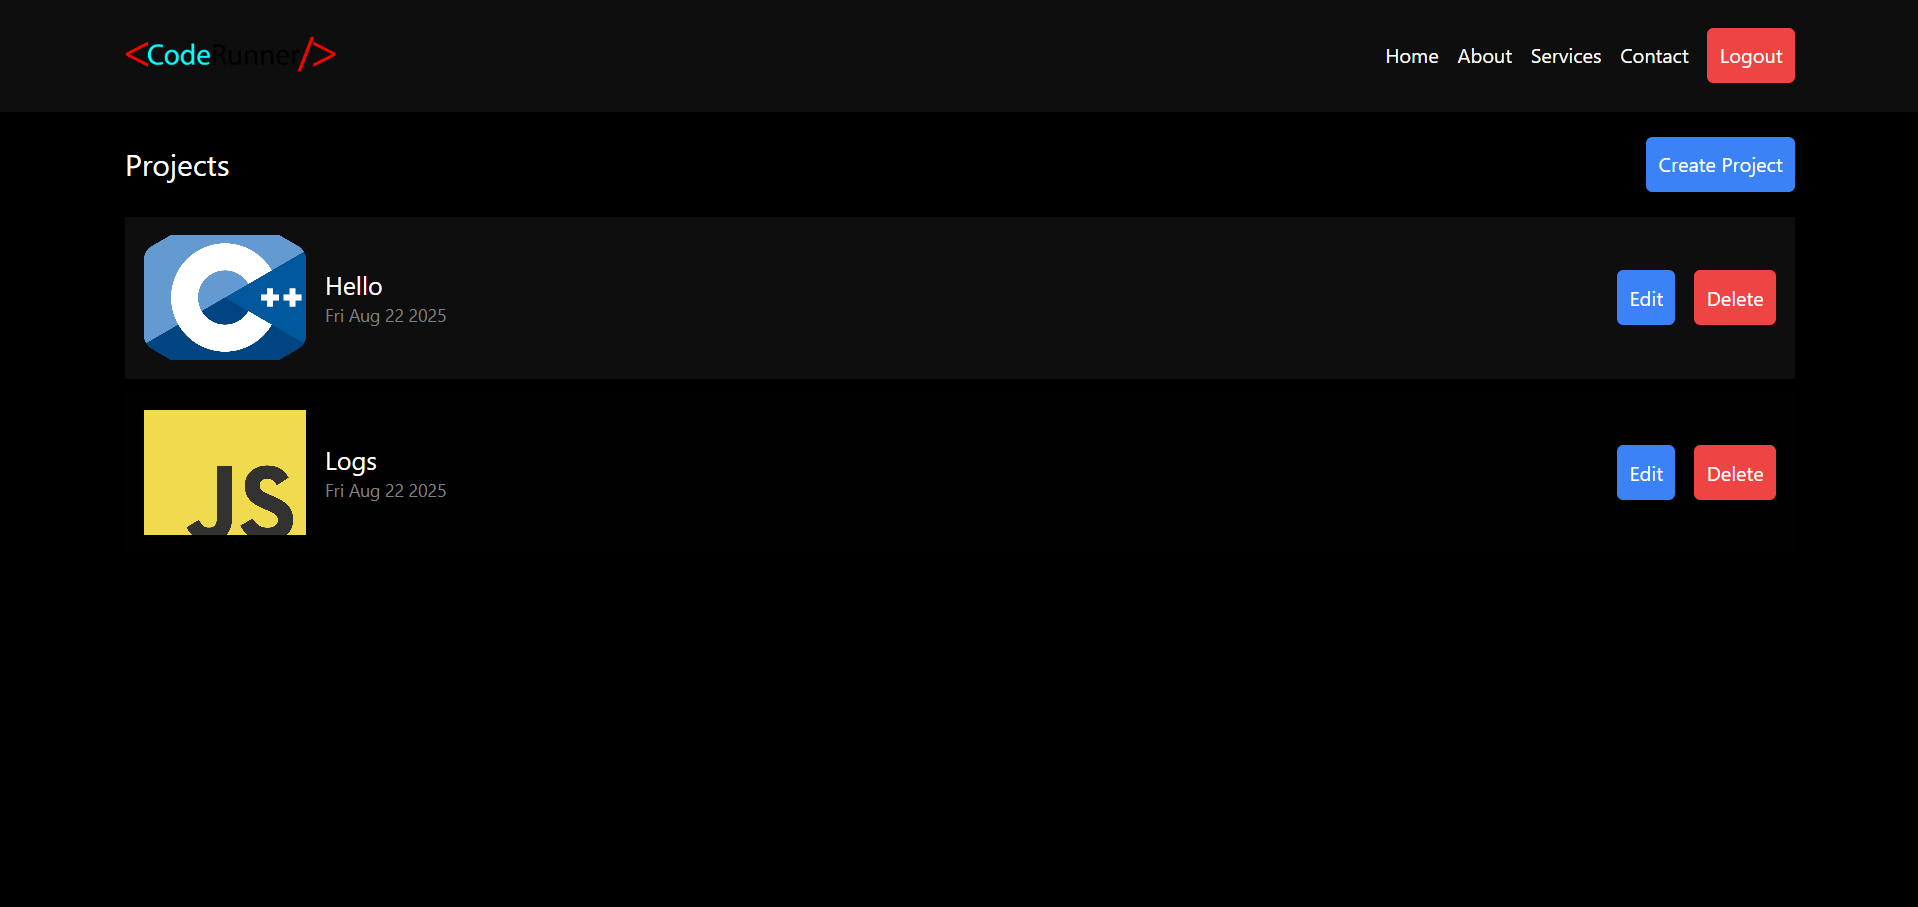 <CodeRunner/>
Home About Services Contact Logout
Projects
Create Project
C++
Hello
Fri Aug 22 2025
Edit Delete
JS
Logs
Fri Aug 22 2025
Edit Delete